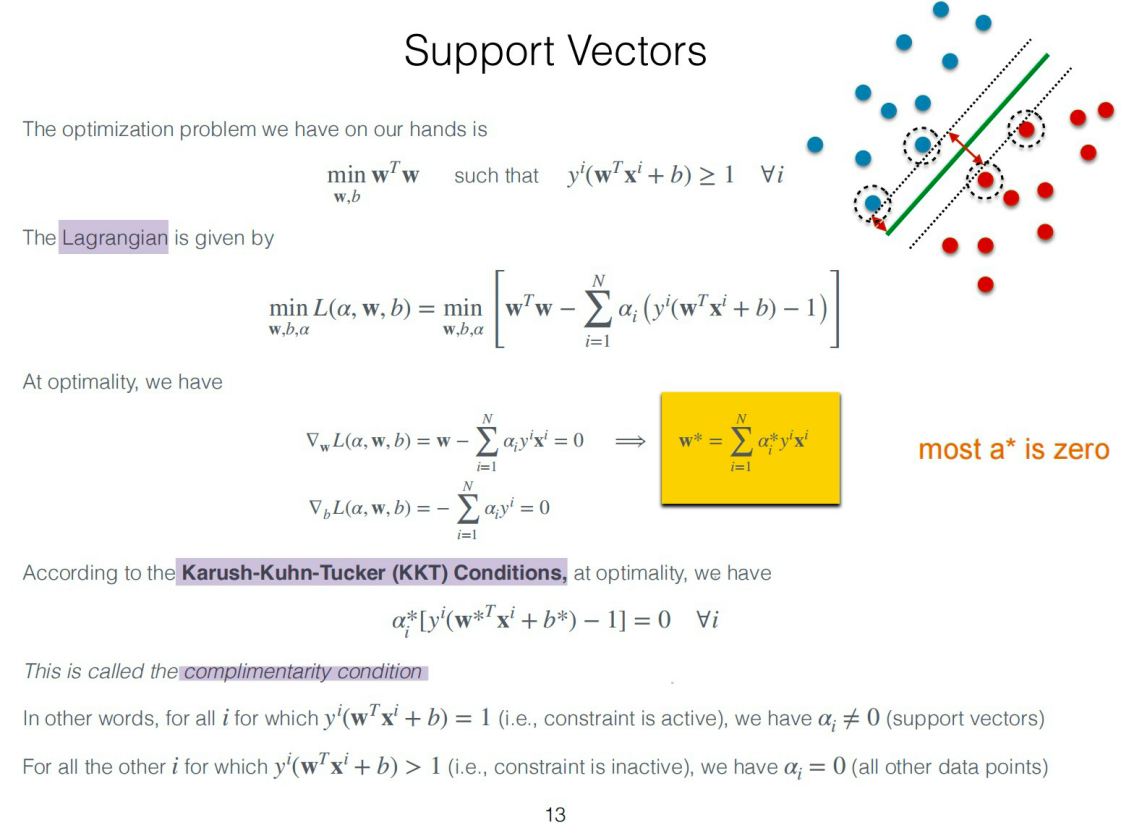 Support Vectors
The optimization problem we have on our hands is
min_{w,b} w^T w such that y^i(w^T x^i + b) ≥ 1 ∀i
The Lagrangian is given by
min_{w,b,α} L(α, w, b) = min_{w,b,α} [w^T w − ∑_{i=1}^{N} α_i (y^i(w^T x^i + b) − 1)]
At optimality, we have
∇_w L(α, w, b) = w − ∑_{i=1}^{N} α_i y^i x^i = 0 ⟹ w* = ∑_{i=1}^{N} α_i^* y^i x^i
most a* is zero
∇_b L(α, w, b) = − ∑_{i=1}^{N} α_i y^i = 0
According to the Karush-Kuhn-Tucker (KKT) Conditions, at optimality, we have
α_i^*[y^i(w*^T x^i + b*) − 1] = 0 ∀i
This is called the complimentarity condition
In other words, for all i for which y^i(w^T x^i + b) = 1 (i.e., constraint is active), we have α_i ≠ 0 (support vectors)
For all the other i for which y^i(w^T x^i + b) > 1 (i.e., constraint is inactive), we have α_i = 0 (all other data points)
13